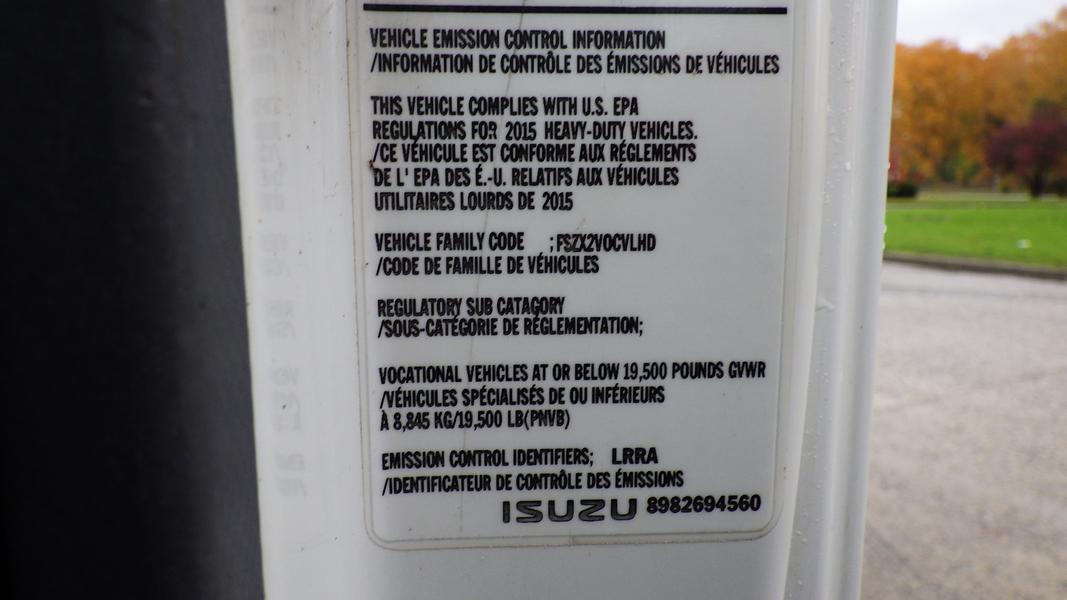 VEHICLE EMISSION CONTROL INFORMATION
/INFORMATION DE CONTRÔLE DES ÉMISSIONS DE VÉHICULES
THIS VEHICLE COMPLIES WITH U.S. EPA
REGULATIONS FOR 2015 HEAVY-DUTY VEHICLES.
/CE VÉHICULE EST CONFORME AUX RÉGLEMENTS
DE L' EPA DES É.-U. RELATIFS AUX VÉHICULES
UTILITAIRES LOURDS DE 2015
VEHICLE FAMILY CODE ;FSZX2VOCVLHD
/CODE DE FAMILLE DE VÉHICULES
REGULATORY SUB CATAGORY
/SOUS-CATÉGORIE DE RÉGLEMENTATION;
VOCATIONAL VEHICLES AT OR BELOW 19,500 POUNDS GVWR
/VÉHICULES SPÉCIALISÉS DE OU INFÉRIEURS
À 8,845 KG/19,500 LB(PNVB)
EMISSION CONTROL IDENTIFIERS; LRRA
/IDENTIFICATEUR DE CONTRÔLE DES ÉMISSIONS
ISUZU 8982694560